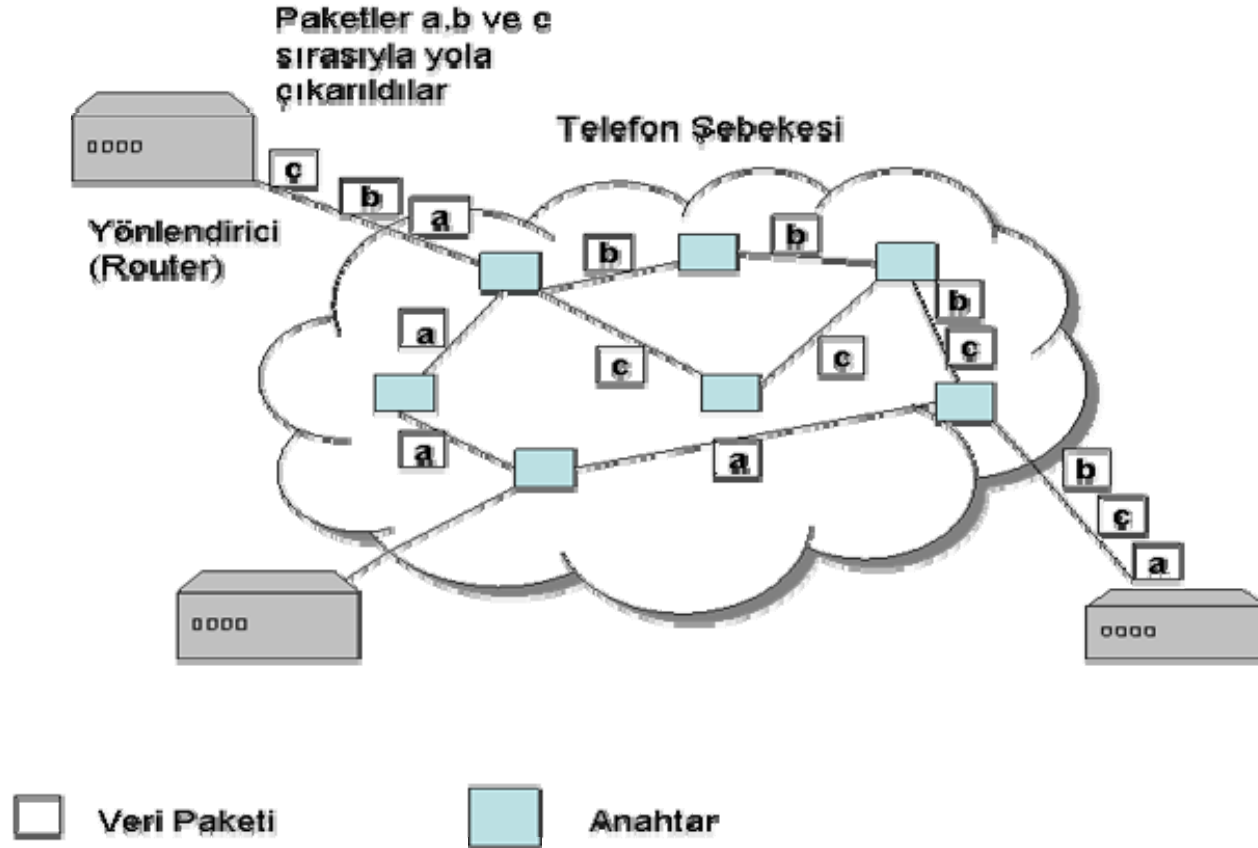 Paketler a,b ve c
sırasıyla yola
çıkarıldılar
Telefon Şebekesi
c
b
a
Yönlendirici
(Router)
b
b
b
a
c
c
c
a
a
b
c
a
Veri Paketi
Anahtar